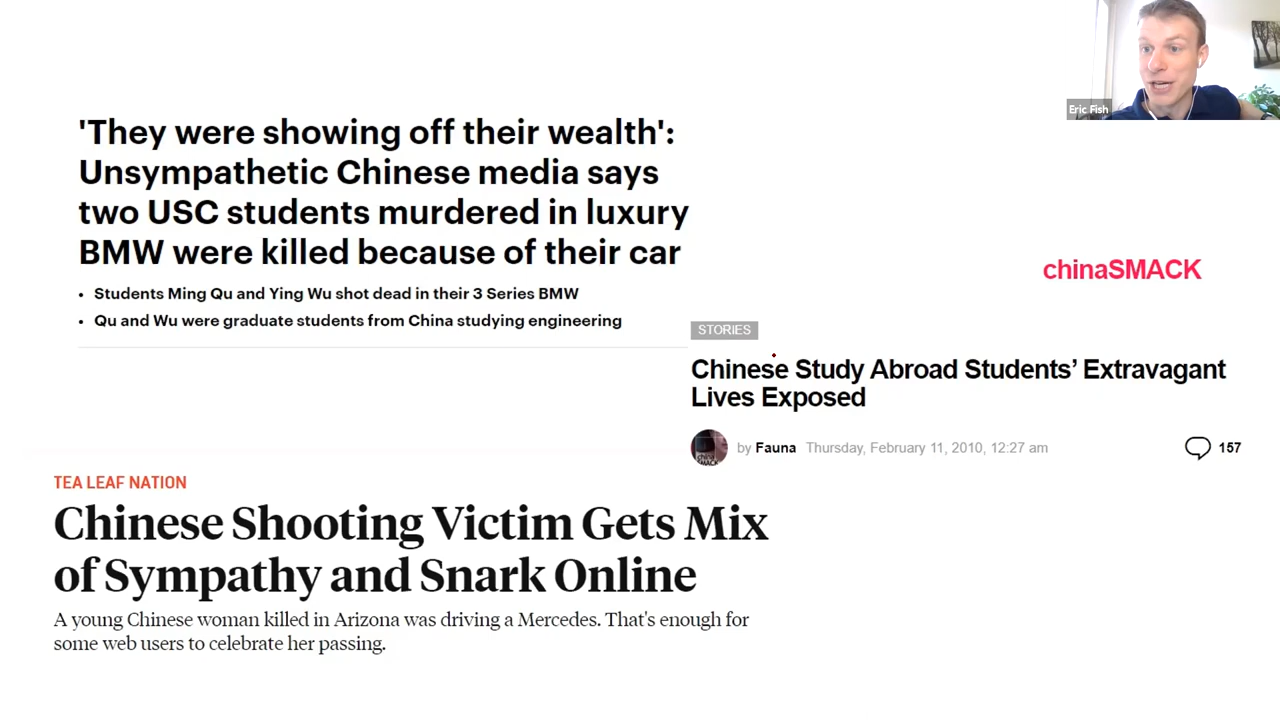 Eric Fish
'They were showing off their wealth':
Unsympathetic Chinese media says
two USC students murdered in luxury
BMW were killed because of their car
• Students Ming Qu and Ying Wu shot dead in their 3 Series BMW
• Qu and Wu were graduate students from China studying engineering
chinaSMACK
STORIES
Chinese Study Abroad Students’ Extravagant
Lives Exposed
by Fauna Thursday, February 11, 2010, 12:27 am 157
TEA LEAF NATION
Chinese Shooting Victim Gets Mix
of Sympathy and Snark Online
A young Chinese woman killed in Arizona was driving a Mercedes. That's enough for
some web users to celebrate her passing.